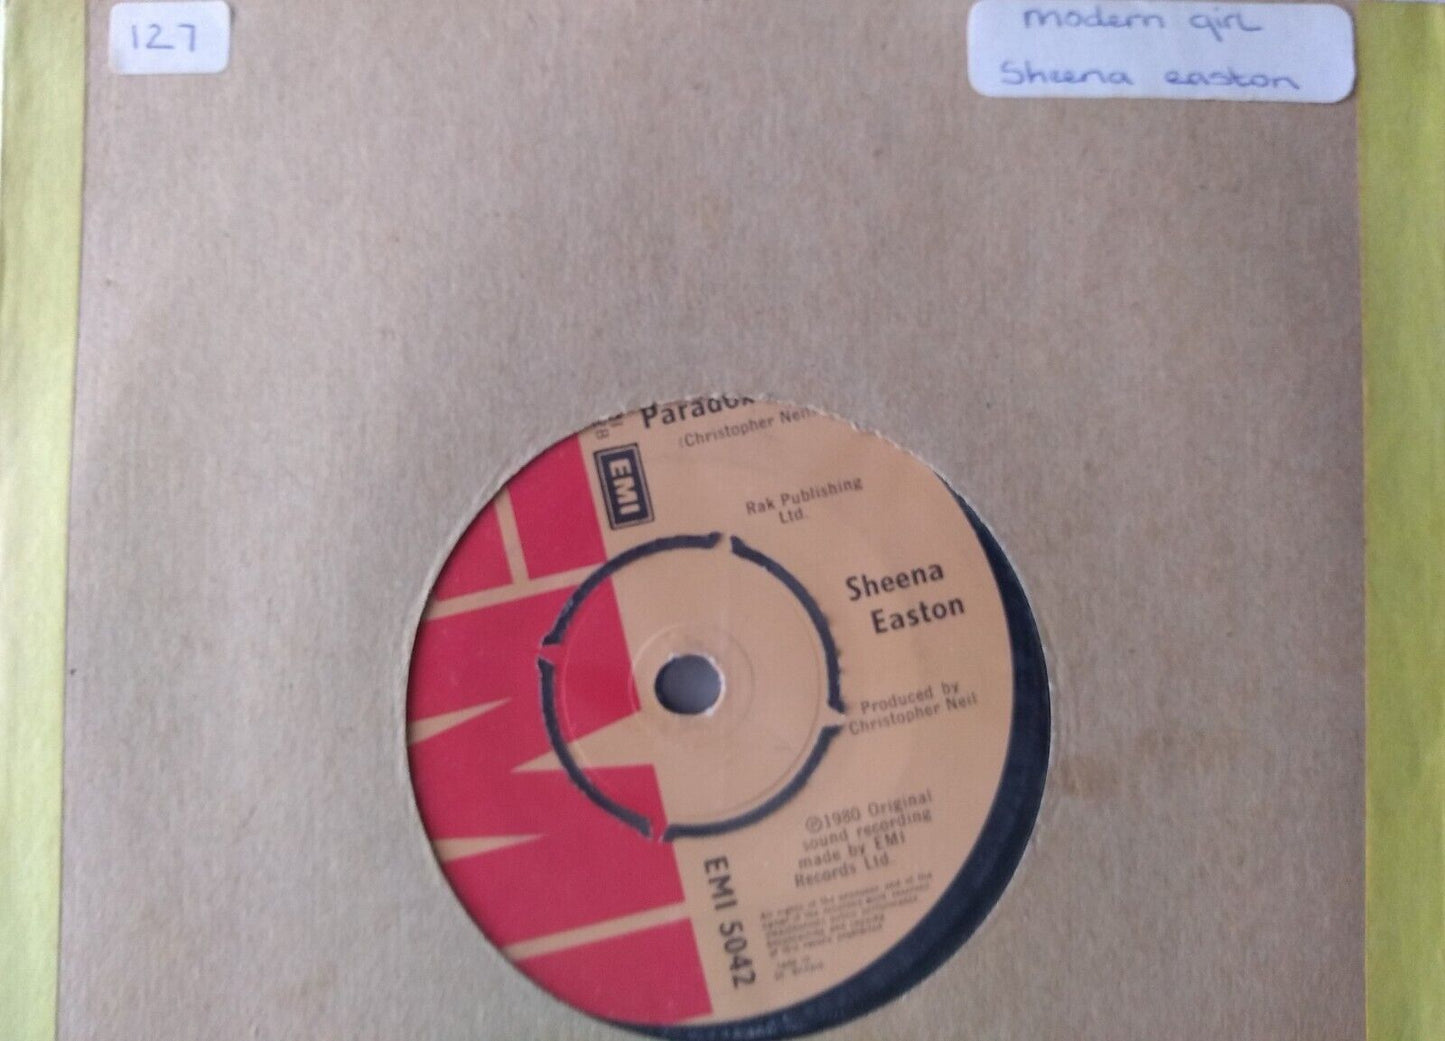 127
modern girl
Sheena easton
Paradox
(Christopher Neil
EMI
Rak Publishing
Ltd.
Sheena
Easton
Produced by
Christopher Neil
℗1980 Original
sound recording
made by EMI
Records Ltd.
EMI 5042